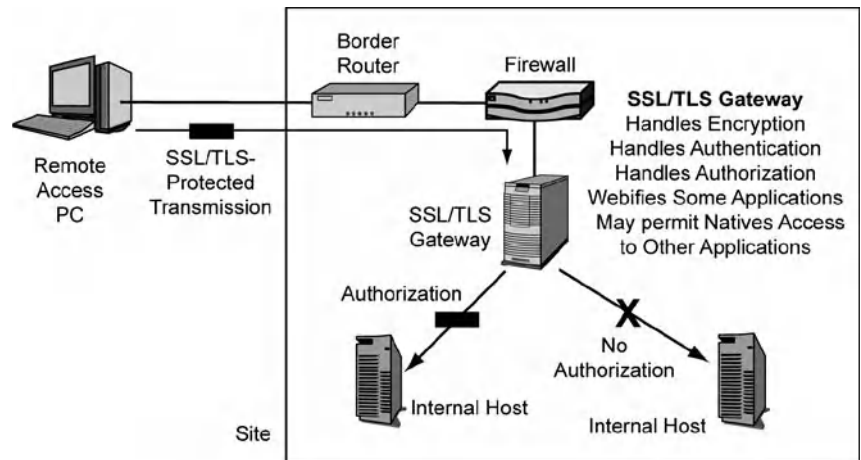 Border
Router
Firewall
SSL/TLS Gateway
Handles Encryption
Handles Authentication
Handles Authorization
Webifies Some Applications
May permit Natives Access
to Other Applications
Remote
Access
PC
SSL/TLS-
Protected
Transmission
SSL/TLS
Gateway
Authorization
X
No
Authorization
Internal Host
Internal Host
Site